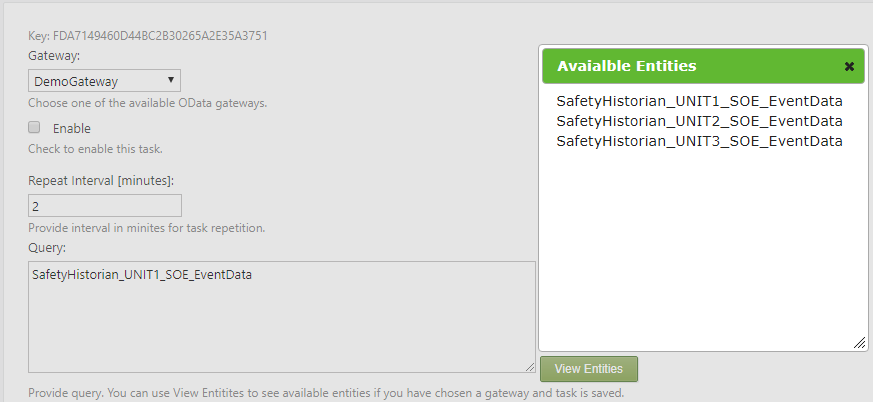 Key: FDA7149460D44BC2B30265A2E35A3751
Gateway:
DemoGateway
Choose one of the available OData gateways.
Enable
Check to enable this task.
Repeat Interval [minutes]:
2
Provide interval in minites for task repetition.
Query:
SafetyHistorian_UNIT1_SOE_EventData
Provide query. You can use View Entitites to see available entities if you have chosen a gateway and task is saved.
Avaialble Entities
SafetyHistorian_UNIT1_SOE_EventData
SafetyHistorian_UNIT2_SOE_EventData
SafetyHistorian_UNIT3_SOE_EventData
View Entities